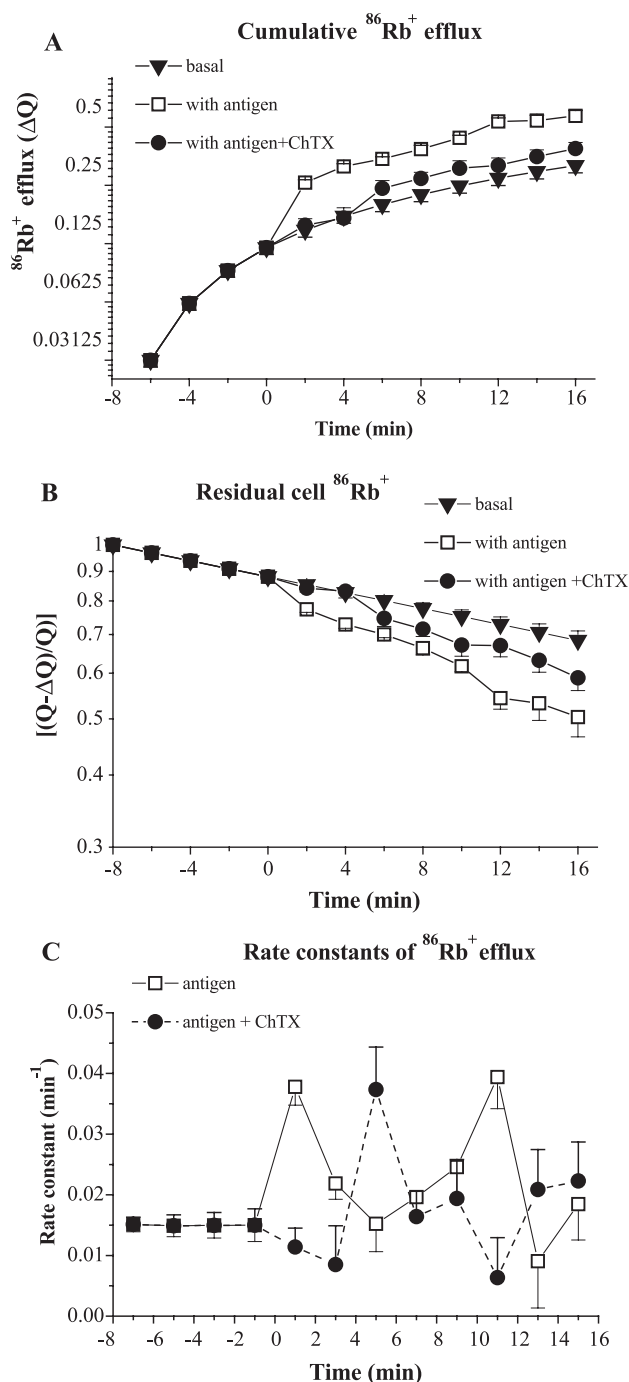 A
Cumulative ⁸⁶Rb⁺ efflux
basal
with antigen
with antigen+ChTX
⁸⁶Rb⁺ efflux (ΔQ)
0.5
0.25
0.125
0.0625
0.03125
-8 -4 0 4 8 12 16
Time (min)
B
Residual cell ⁸⁶Rb⁺
basal
with antigen
with antigen +ChTX
[(Q-ΔQ)/Q)]
1
0.9
0.8
0.7
0.6
0.5
0.4
0.3
-8 -4 0 4 8 12 16
Time (min)
C
Rate constants of ⁸⁶Rb⁺ efflux
antigen
antigen + ChTX
Rate constant (min⁻¹)
0.05
0.04
0.03
0.02
0.01
0.00
-8 -6 -4 -2 0 2 4 6 8 10 12 14 16
Time (min)